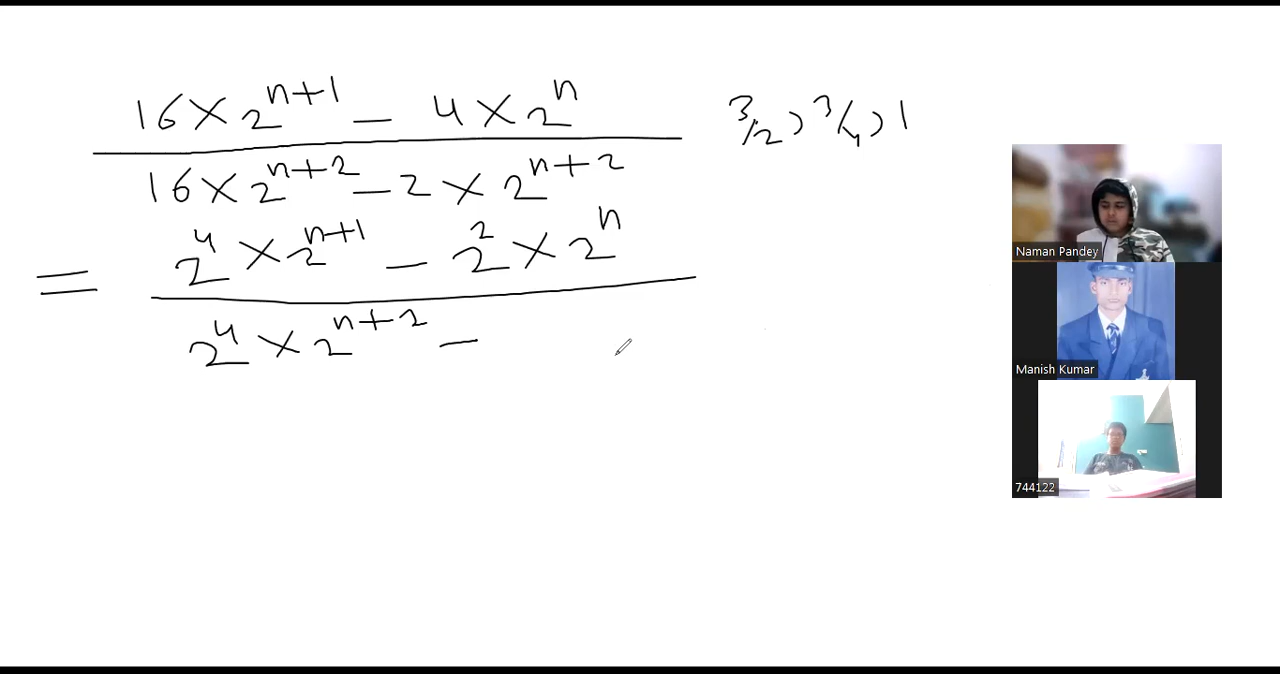 16 × 2^{n+1} − 4 × 2^n
3/2, 3/4, 1
16 × 2^{n+2} − 2 × 2^{n+2}
= 2^4 × 2^{n+1} − 2^2 × 2^n
2^4 × 2^{n+2} −
Naman Pandey
Manish Kumar
744122